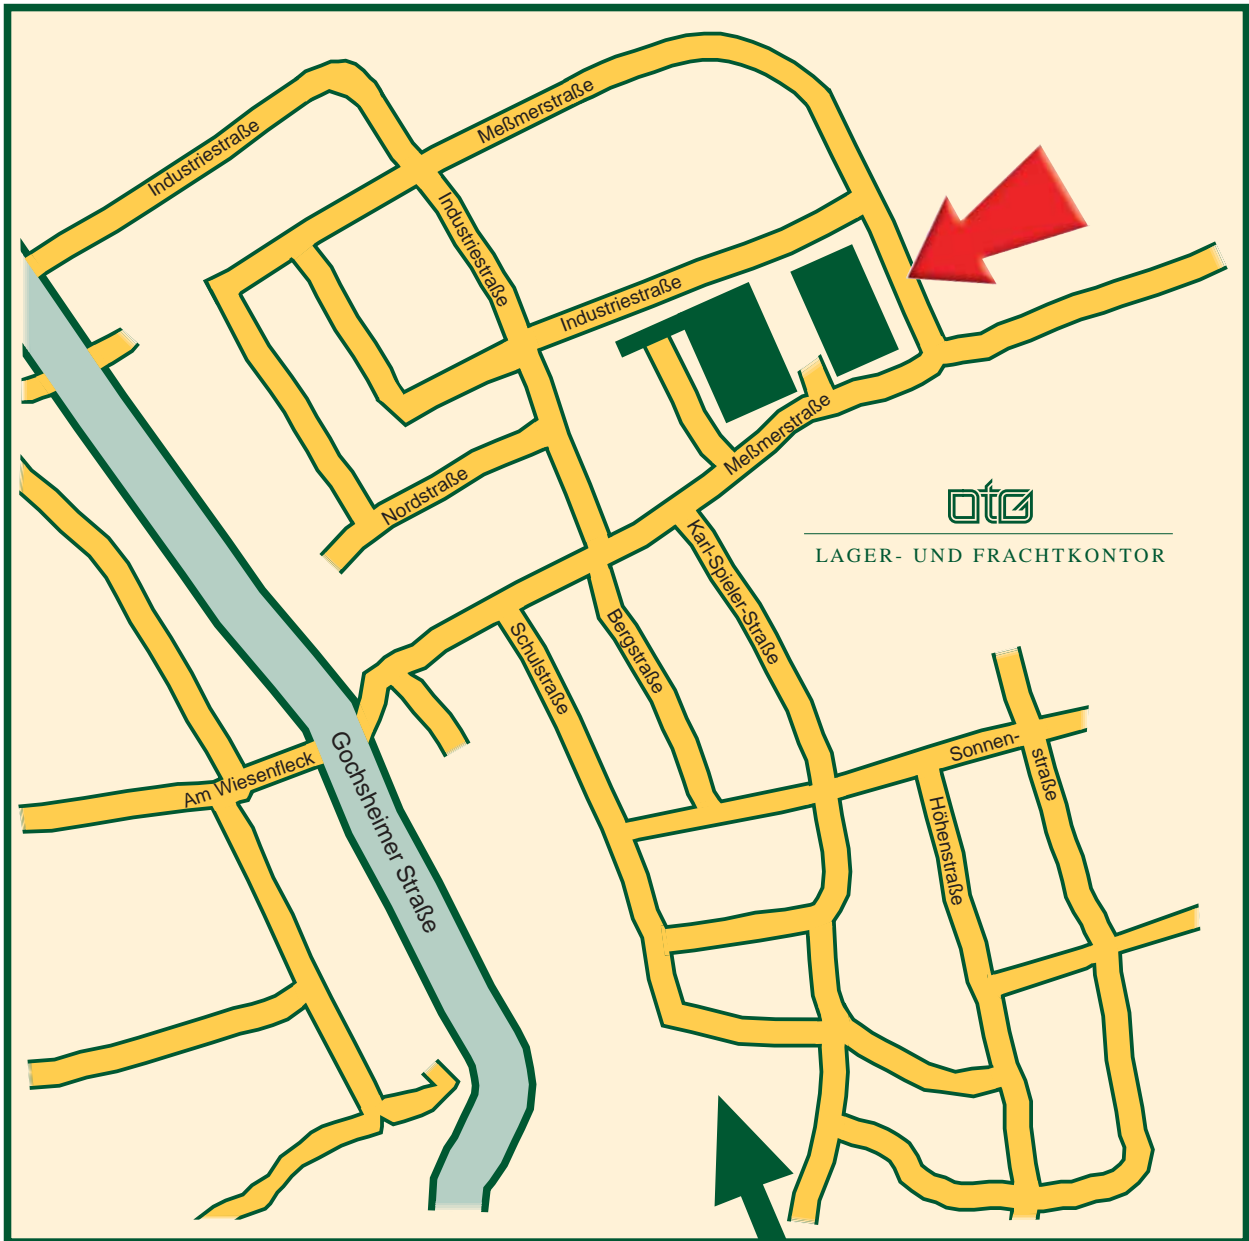 Meßmerstraße
Industriestraße
Industriestraße
Industriestraße
Meßmerstraße
Nordstraße
OTG
LAGER- UND FRACHTKONTOR
Karl-Spieler-Straße
Bergstraße
Schulstraße
Sonnen-
straße
Am Wiesenfleck
Gochsheimer Straße
Höhenstraße